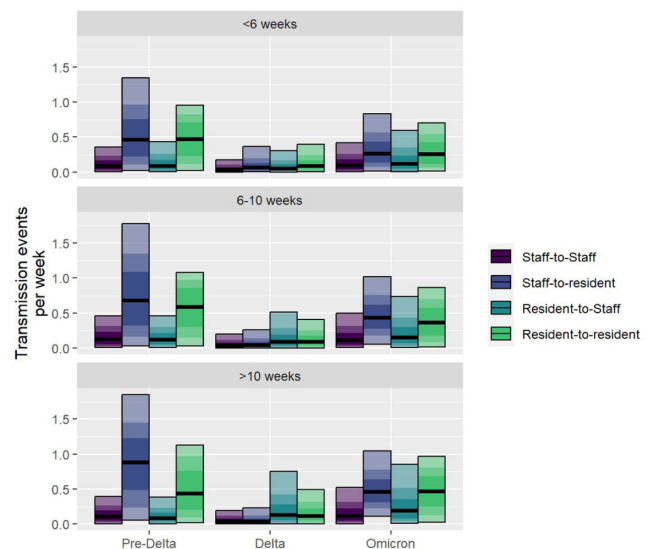 <6 weeks
1.5
1.0
0.5
0.0
6-10 weeks
1.5
1.0
0.5
0.0
>10 weeks
1.5
1.0
0.5
0.0
Transmission events
per week
Pre-Delta
Delta
Omicron
Staff-to-Staff
Staff-to-resident
Resident-to-Staff
Resident-to-resident